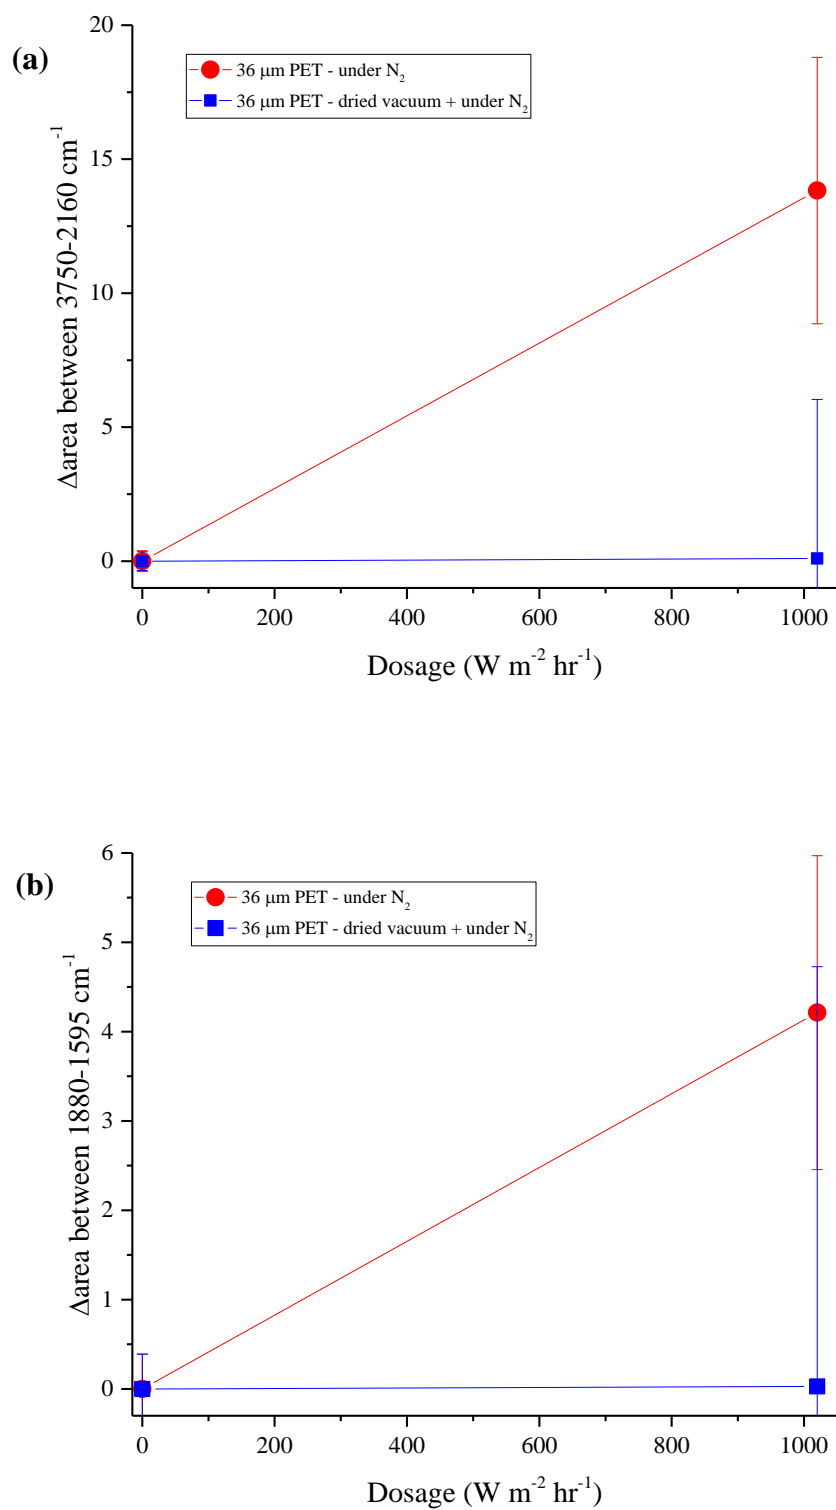 (a)
36 μm PET - under N₂
36 μm PET - dried vacuum + under N₂
Δarea between 3750-2160 cm⁻¹
20
15
10
5
0
0 200 400 600 800 1000
Dosage (W m⁻² hr⁻¹)
(b)
36 μm PET - under N₂
36 μm PET - dried vacuum + under N₂
Δarea between 1880-1595 cm⁻¹
6
5
4
3
2
1
0
0 200 400 600 800 1000
Dosage (W m⁻² hr⁻¹)